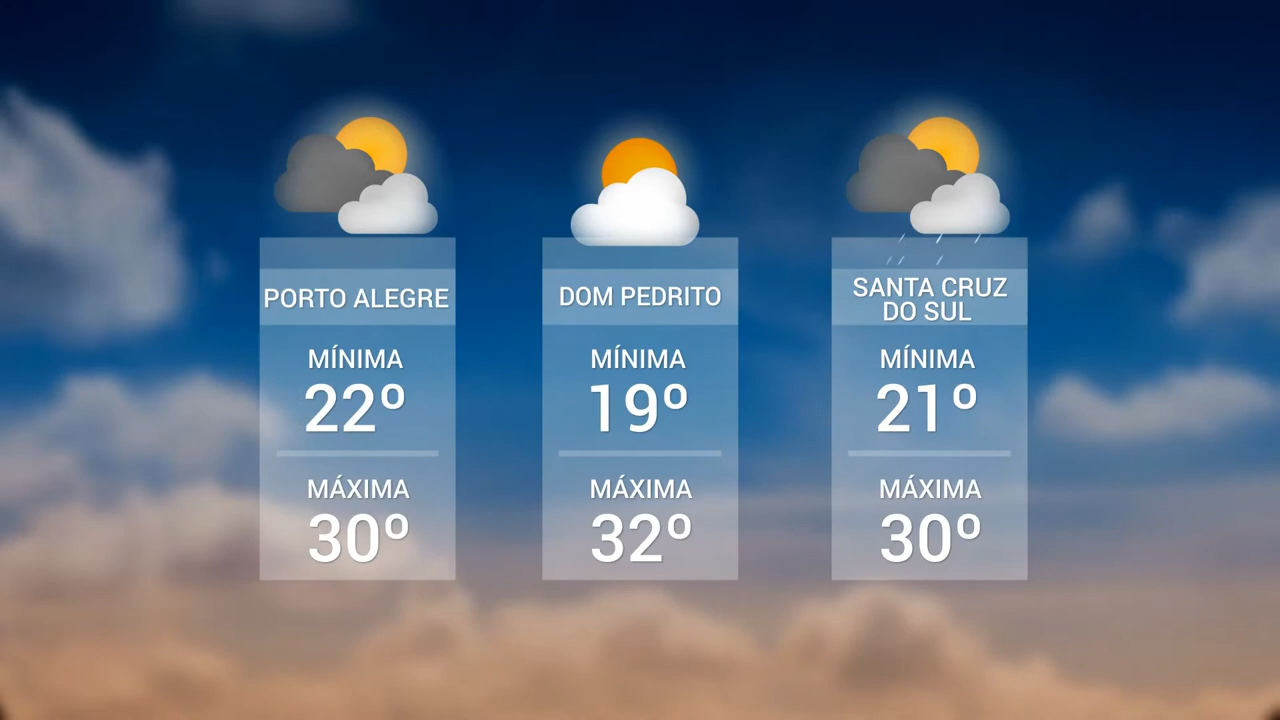 PORTO ALEGRE
MÍNIMA
22º
MÁXIMA
30º
DOM PEDRITO
MÍNIMA
19º
MÁXIMA
32º
SANTA CRUZ
DO SUL
MÍNIMA
21º
MÁXIMA
30º